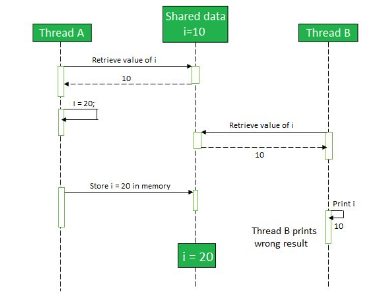 Thread A
Shared data
i=10
Thread B
Retrieve value of i
10
I = 20;
Retrieve value of i
10
Store i = 20 in memory
Print i
10
Thread B prints
wrong result
i = 20